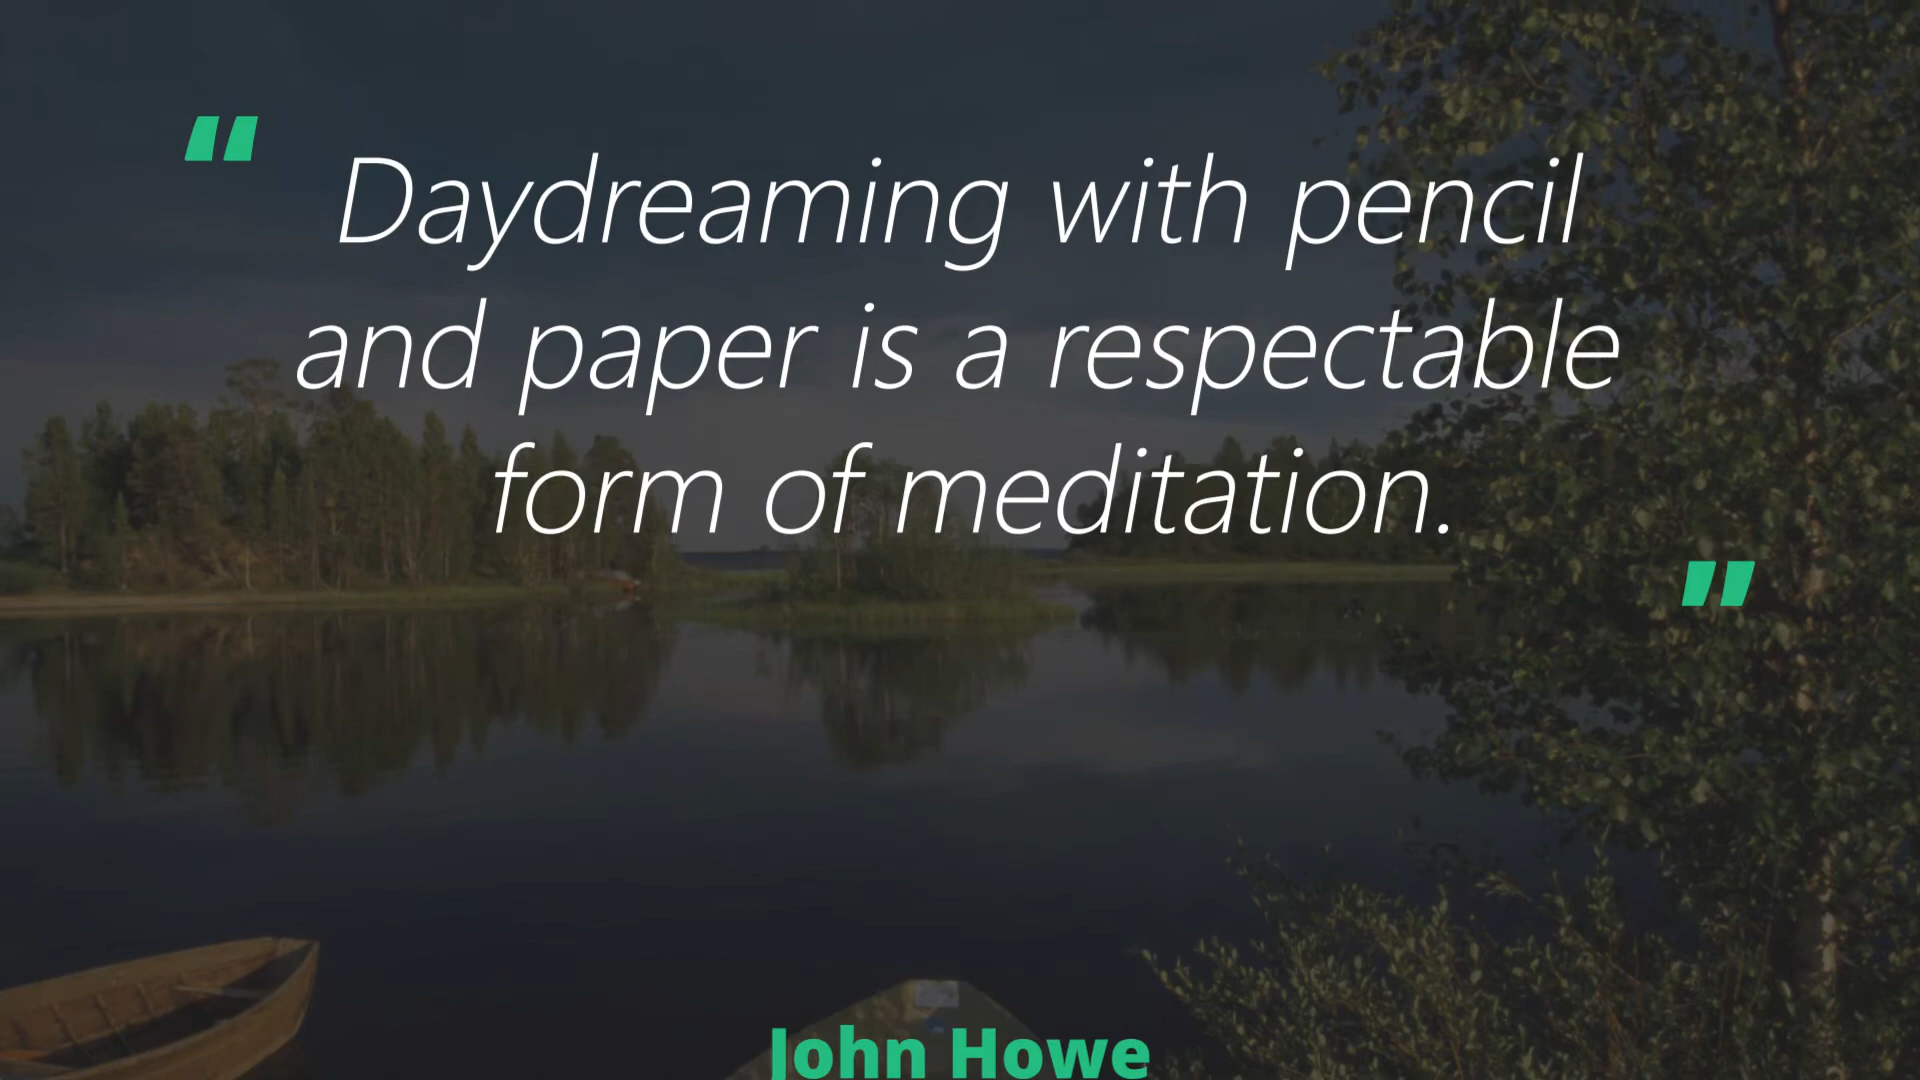 “ Daydreaming with pencil
and paper is a respectable
form of meditation. ”
John Howe